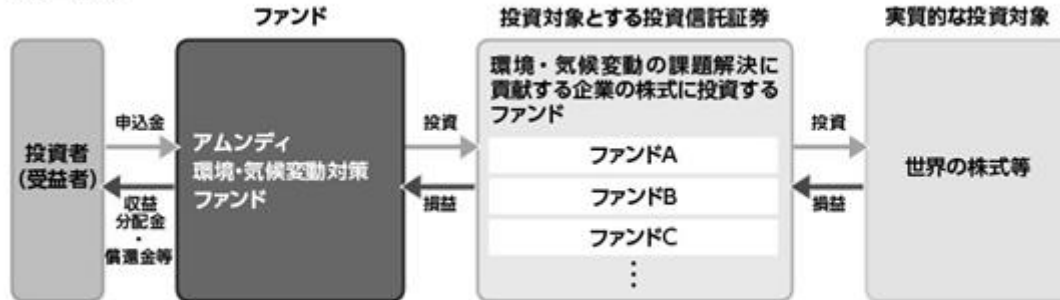 ファンド
投資対象とする投資信託証券
実質的な投資対象
投資者
(受益者)
申込金
収益
分配金
・
償還金等
アムンディ
環境・気候変動対策
ファンド
投資
損益
環境・気候変動の課題解決に
貢献する企業の株式に投資する
ファンド
ファンドA
ファンドB
ファンドC
⋮
投資
損益
世界の株式等